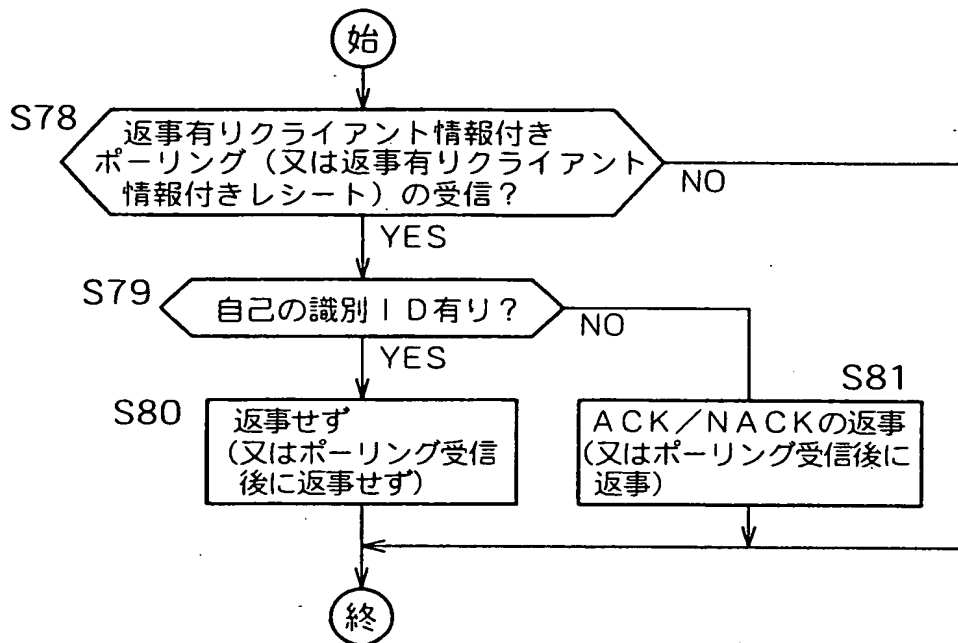 始
S78
返事有りクライアント情報付き
ポーリング（又は返事有りクライアント
情報付きレシート）の受信？
NO
YES
S79
自己の識別ＩＤ有り？
NO
YES
S80
返事せず
（又はポーリング受信
後に返事せず）
S81
ＡＣＫ／ＮＡＣＫの返事
（又はポーリング受信後に
返事）
終